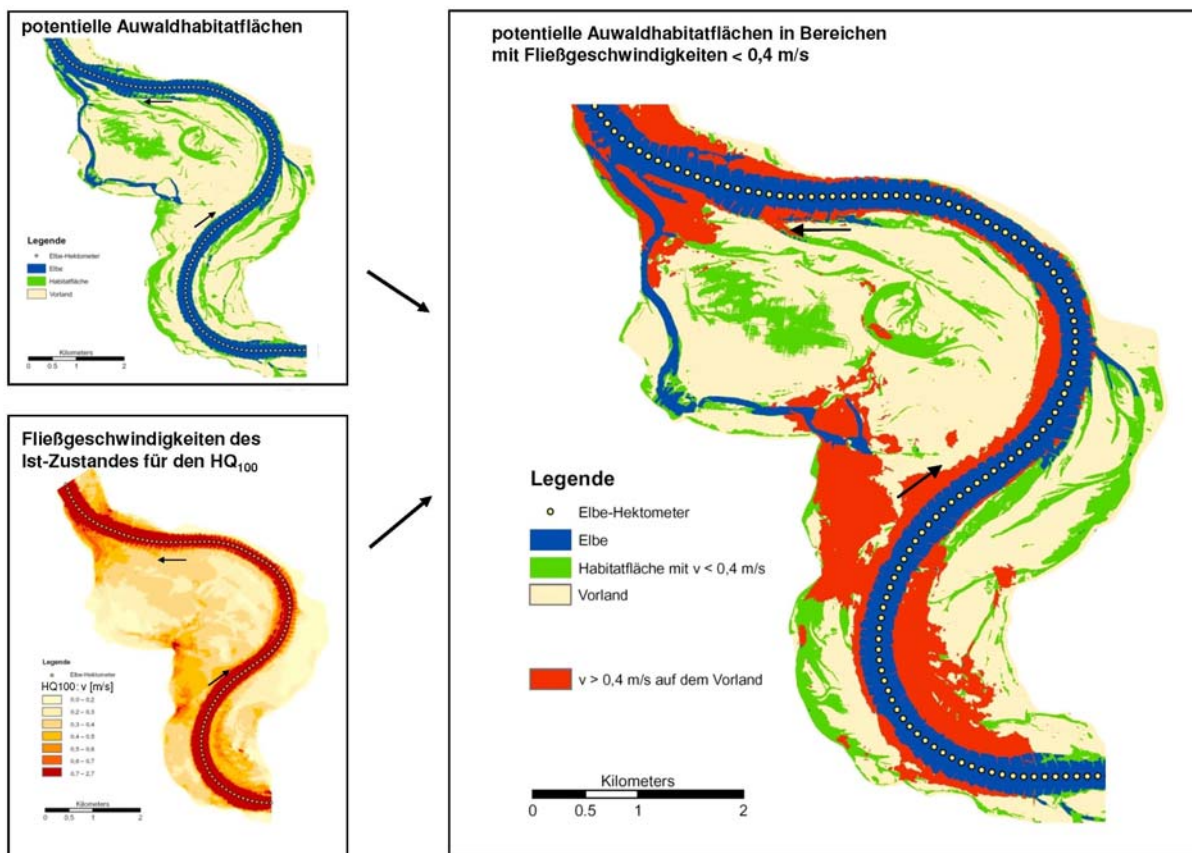 potentielle Auwaldhabitatflächen
Legende
Elbe-Hektometer
Elbe
Habitatfläche
Vorland
Kilometers
0 0.5 1 2
Fließgeschwindigkeiten des
Ist-Zustandes für den HQ100
Legende
Elbe-Hektometer
HQ100: v [m/s]
0,0 – 0,2
0,2 – 0,3
0,3 – 0,4
0,4 – 0,5
0,5 – 0,6
0,6 – 0,7
0,7 – 2,7
Kilometers
0 0.5 1 2
potentielle Auwaldhabitatflächen in Bereichen
mit Fließgeschwindigkeiten < 0,4 m/s
Legende
Elbe-Hektometer
Elbe
Habitatfläche mit v < 0,4 m/s
Vorland
v > 0,4 m/s auf dem Vorland
Kilometers
0 0.5 1 2